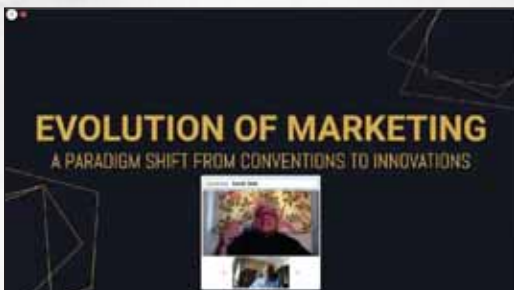 EVOLUTION OF MARKETING
A PARADIGM SHIFT FROM CONVENTIONS TO INNOVATIONS